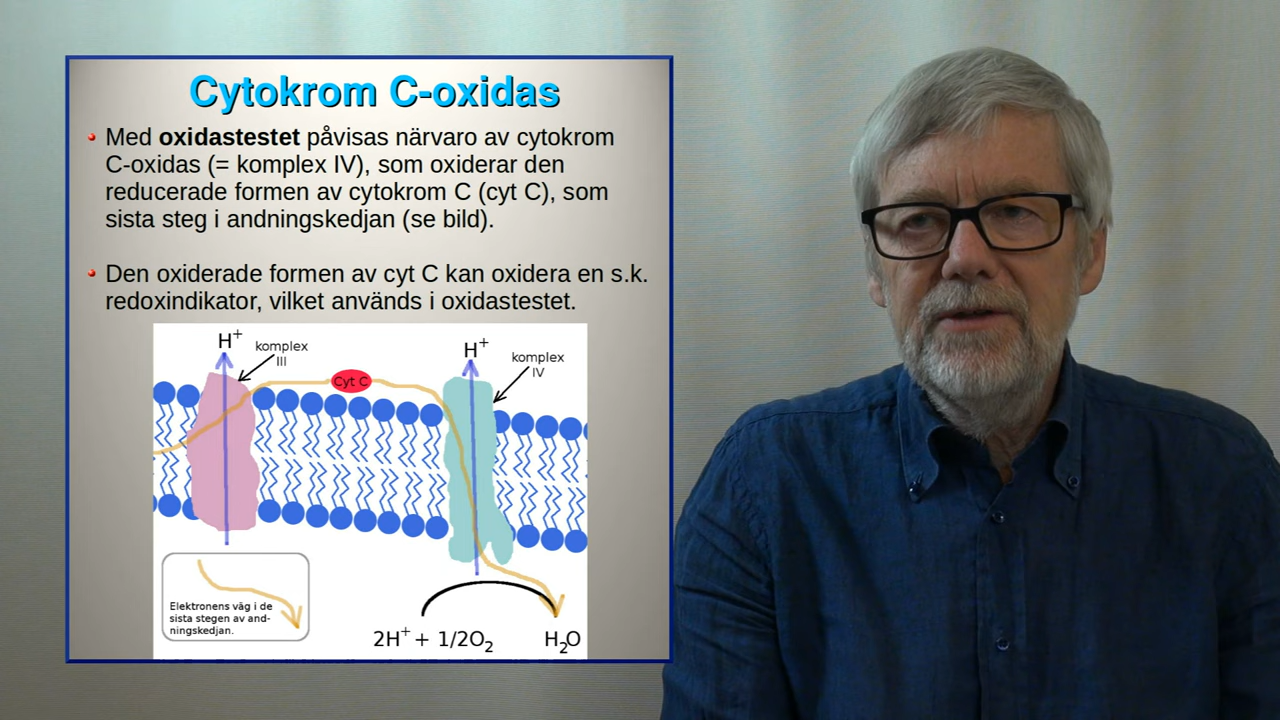 Cytokrom C-oxidas
Med oxidastestet påvisas närvaro av cytokrom
C-oxidas (= komplex IV), som oxiderar den
reducerade formen av cytokrom C (cyt C), som
sista steg i andningskedjan (se bild).
Den oxiderade formen av cyt C kan oxidera en s.k.
redoxindikator, vilket används i oxidastestet.
H+
komplex
III
Cyt C
H+
komplex
IV
Elektronens väg i de
sista stegen av and-
ningskedjan.
2H+ + 1/2O2
H2O